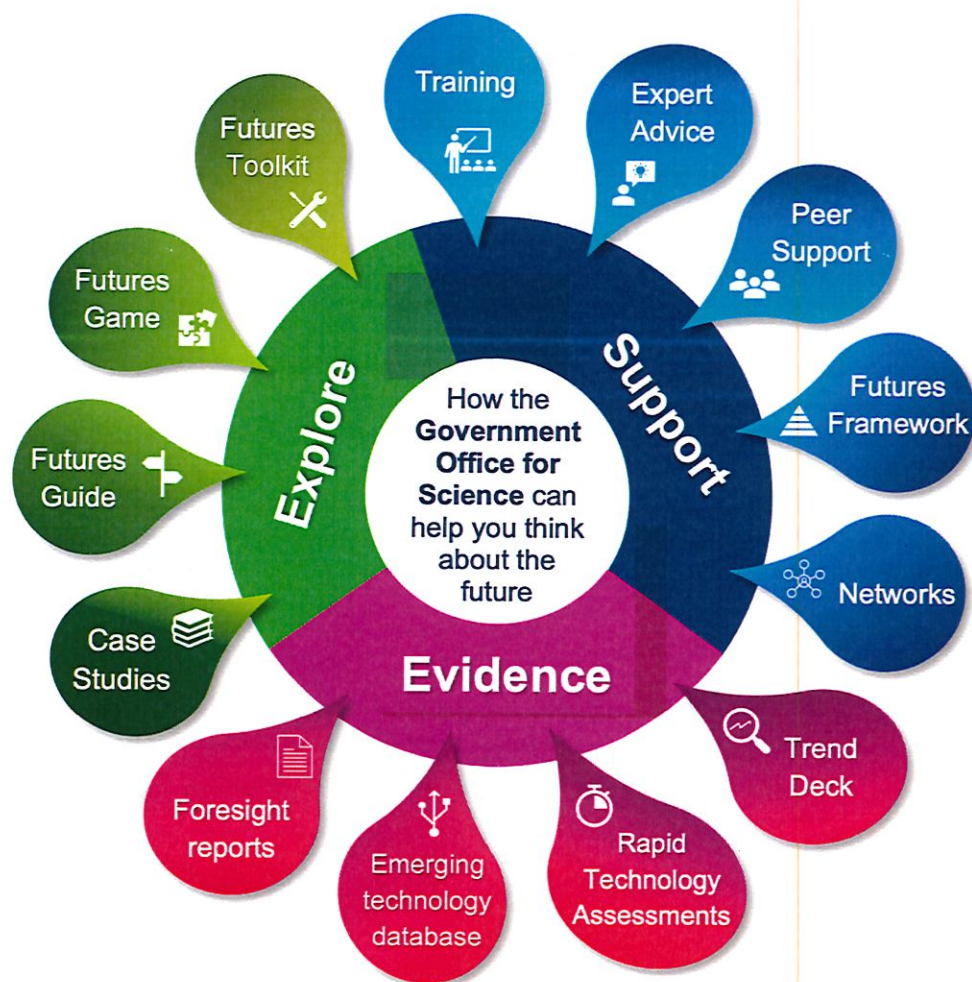 Training
Expert
Advice
Peer
Support
Futures
Framework
Networks
Trend
Deck
Rapid
Technology
Assessments
Emerging
technology
database
Foresight
reports
Case
Studies
Futures
Guide
Futures
Game
Futures
Toolkit
Explore
Support
Evidence
How the
Government
Office for
Science can
help you think
about the
future